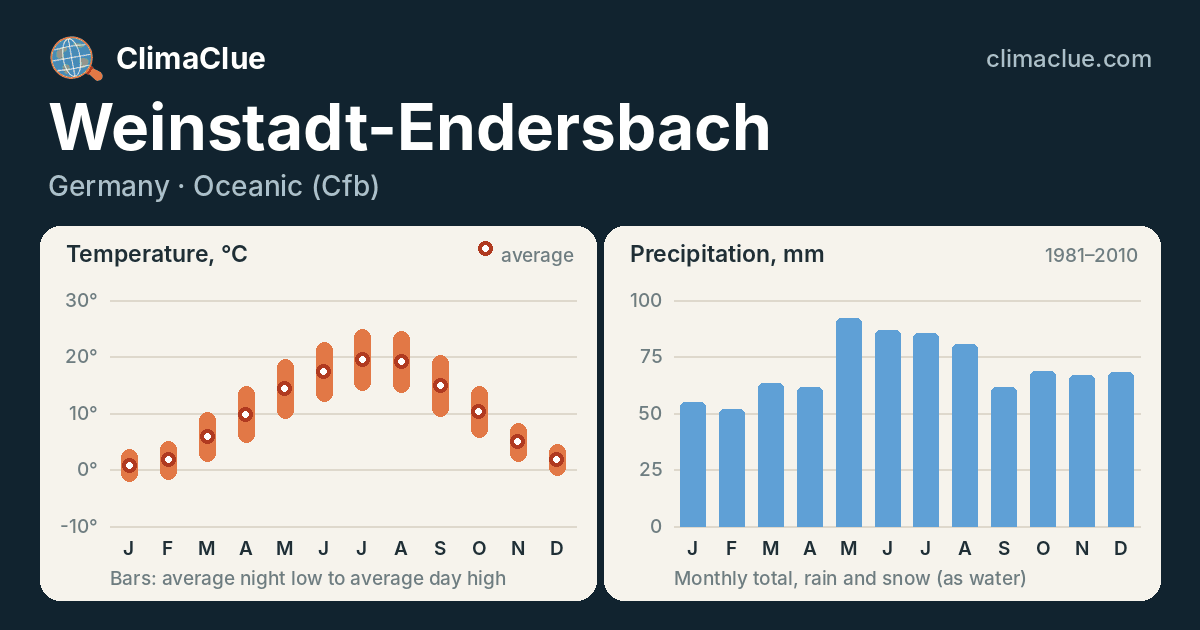 ClimaClue
climaclue.com
Weinstadt-Endersbach
Germany · Oceanic (Cfb)
Temperature, °C
average
30°
20°
10°
0°
-10°
J F M A M J J A S O N D
Bars: average night low to average day high
Precipitation, mm
1981–2010
100
75
50
25
0
J F M A M J J A S O N D
Monthly total, rain and snow (as water)